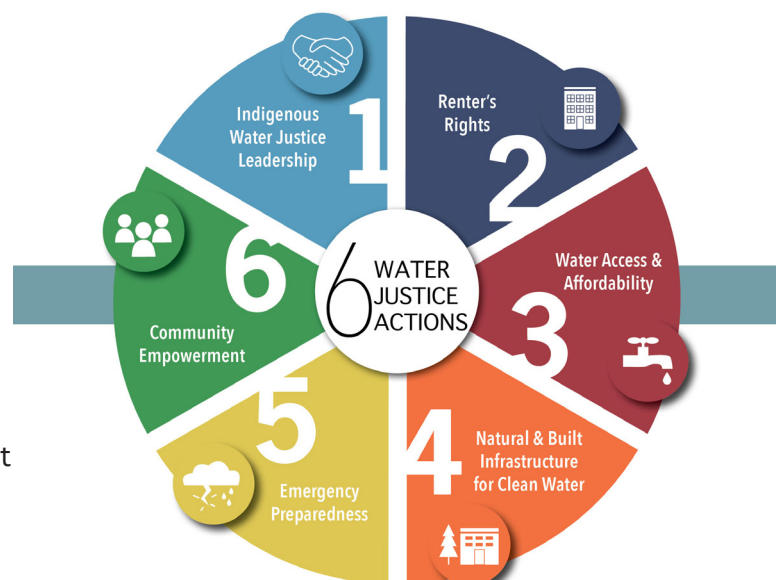 Indigenous
Water Justice
Leadership
1
Renter's
Rights
2
Water Access &
Affordability
3
Natural & Built
Infrastructure
for Clean Water
4
Emergency
Preparedness
5
Community
Empowerment
6
6 WATER
JUSTICE
ACTIONS
t